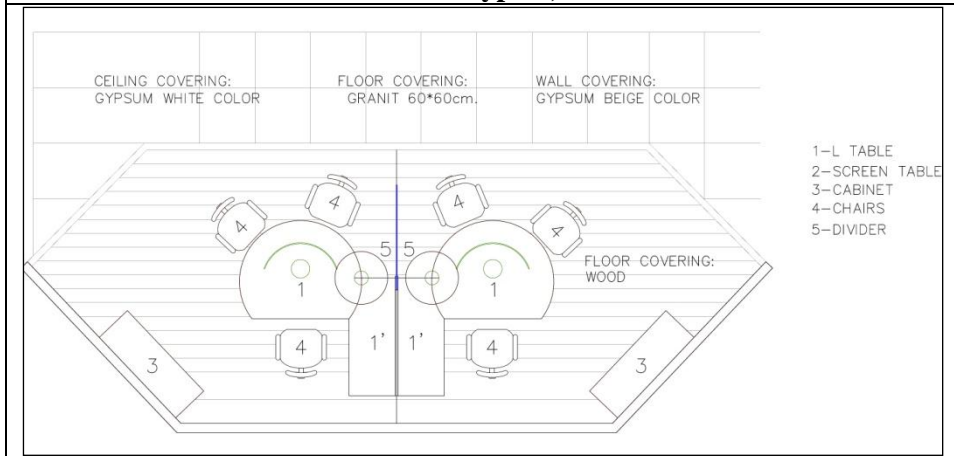 CEILING COVERING:
GYPSUM WHITE COLOR
FLOOR COVERING:
GRANIT 60*60cm.
WALL COVERING:
GYPSUM BEIGE COLOR
1-L TABLE
2-SCREEN TABLE
3-CABINET
4-CHAIRS
5-DIVIDER
4
4
4
4
5
5
FLOOR COVERING:
WOOD
1
1
4
1'
1'
4
3
3